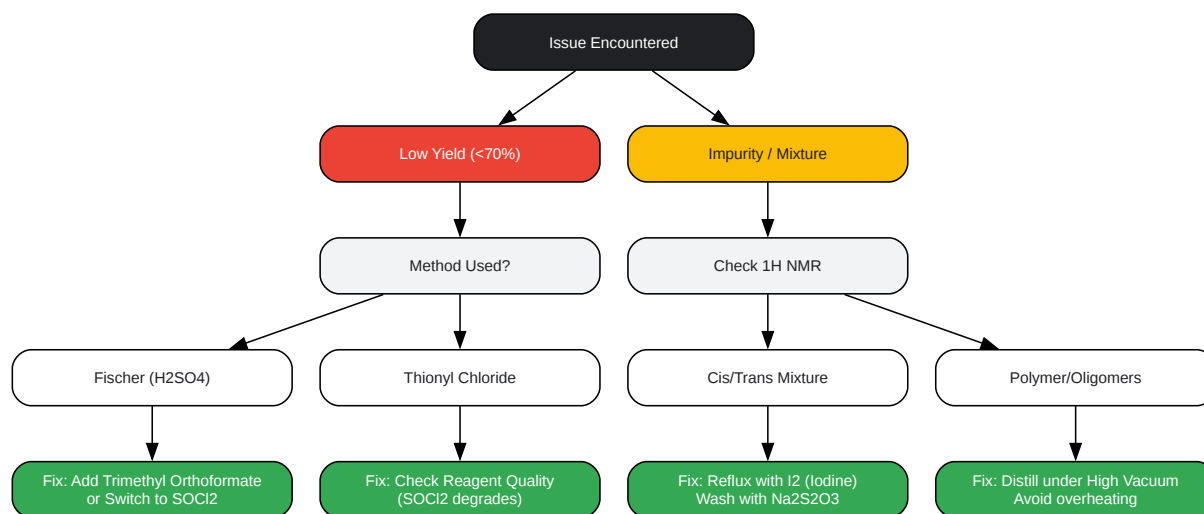 Issue Encountered
Low Yield (<70%)
Impurity / Mixture
Method Used?
Check 1H NMR
Fischer (H2SO4)
Thionyl Chloride
Cis/Trans Mixture
Polymer/Oligomers
Fix: Add Trimethyl Orthoformate
or Switch to SOCl2
Fix: Check Reagent Quality
(SOCl2 degrades)
Fix: Reflux with I2 (Iodine)
Wash with Na2S2O3
Fix: Distill under High Vacuum
Avoid overheating